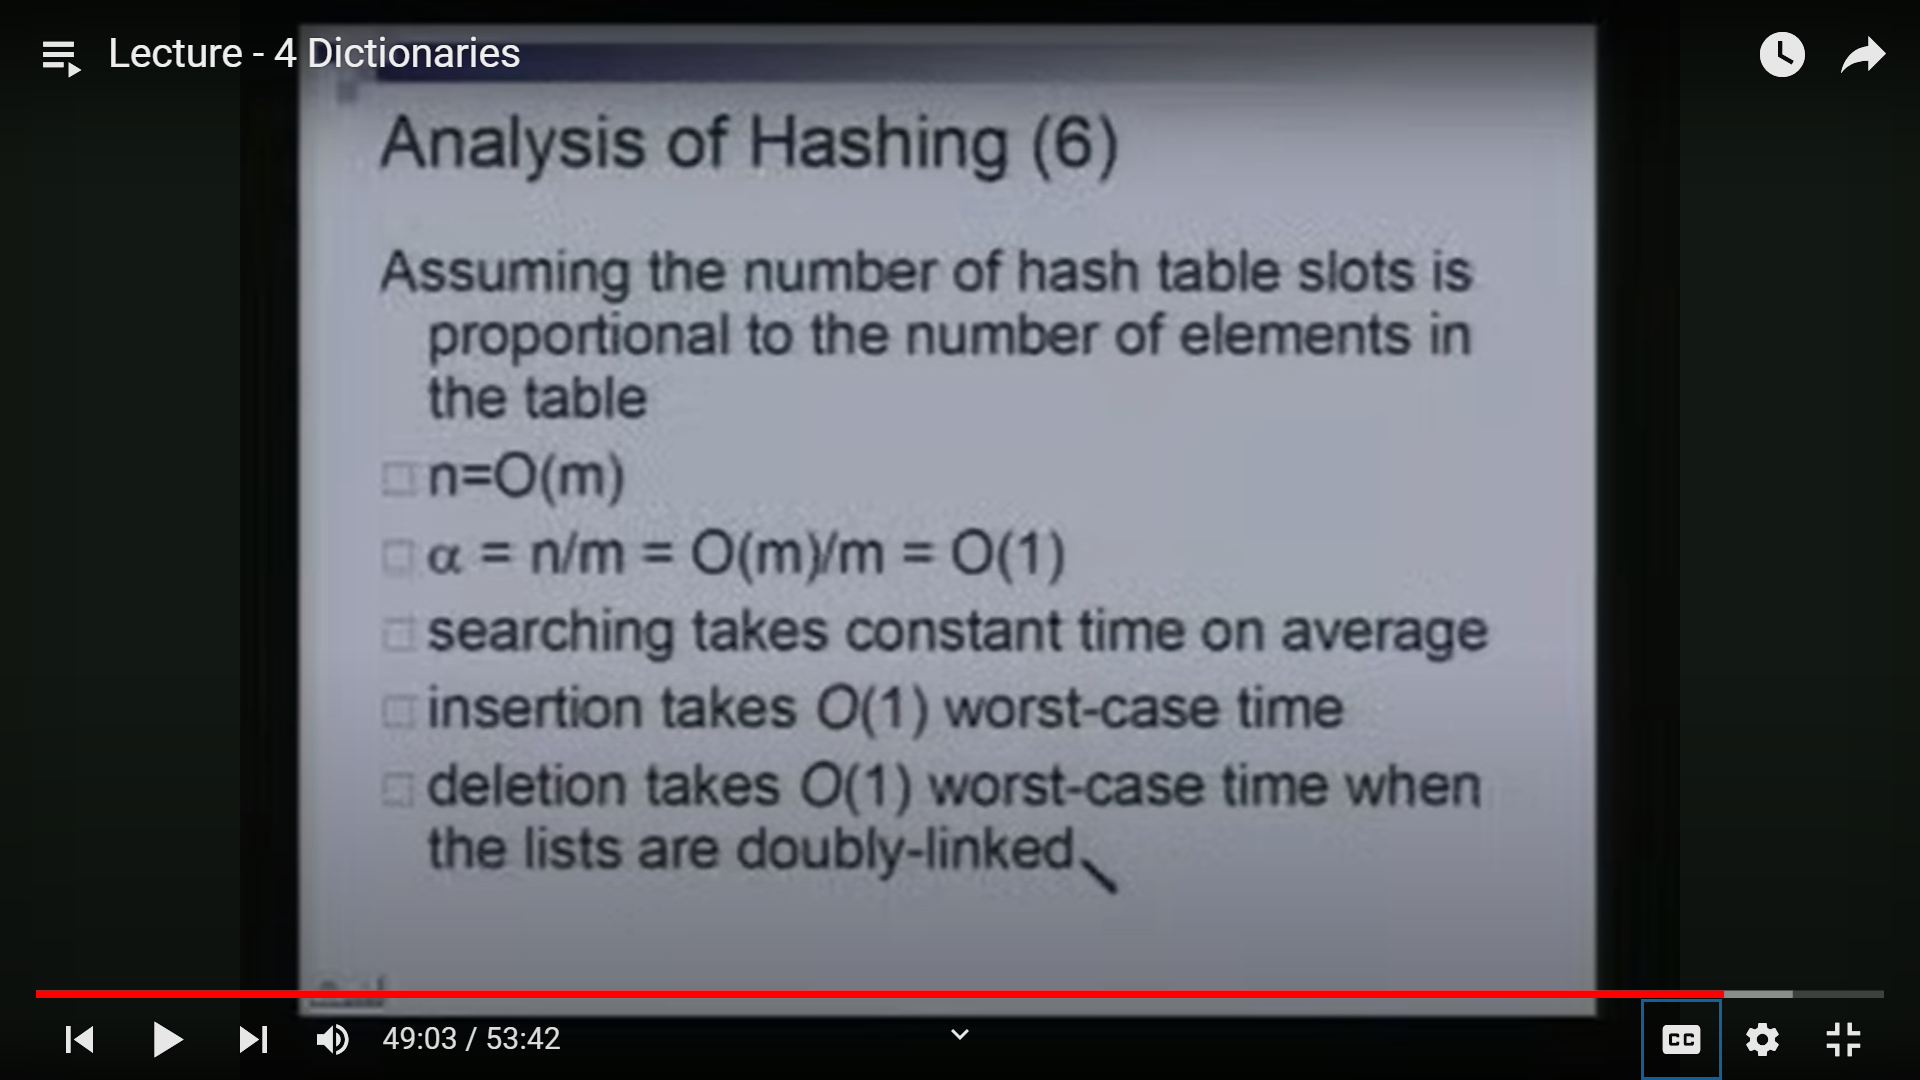 Lecture - 4 Dictionaries
Analysis of Hashing (6)
Assuming the number of hash table slots is
proportional to the number of elements in
the table
n=O(m)
α = n/m = O(m)/m = O(1)
searching takes constant time on average
insertion takes O(1) worst-case time
deletion takes O(1) worst-case time when
the lists are doubly-linked
49:03 / 53:42
CC